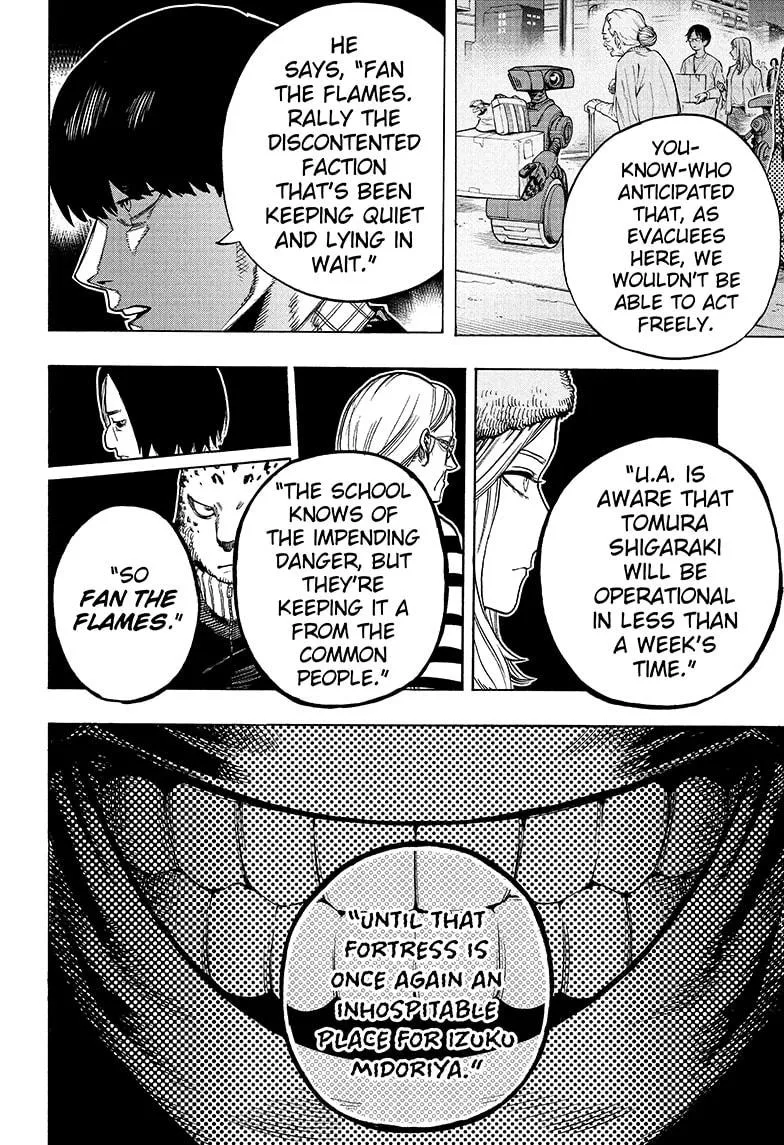 YOU-
KNOW-WHO
ANTICIPATED
THAT, AS
EVACUEES
HERE, WE
WOULDN'T BE
ABLE TO ACT
FREELY.
HE
SAYS, "FAN
THE FLAMES.
RALLY THE
DISCONTENTED
FACTION
THAT'S BEEN
KEEPING QUIET
AND LYING IN
WAIT."
"U.A. IS
AWARE THAT
TOMURA
SHIGARAKI
WILL BE
OPERATIONAL
IN LESS THAN
A WEEK'S
TIME."
"THE SCHOOL
KNOWS OF
THE IMPENDING
DANGER, BUT
THEY'RE
KEEPING IT A
FROM THE
COMMON
PEOPLE."
"SO
FAN THE
FLAMES."
"UNTIL THAT
FORTRESS IS
ONCE AGAIN AN
INHOSPITABLE
PLACE FOR IZUKU
MIDORIYA."